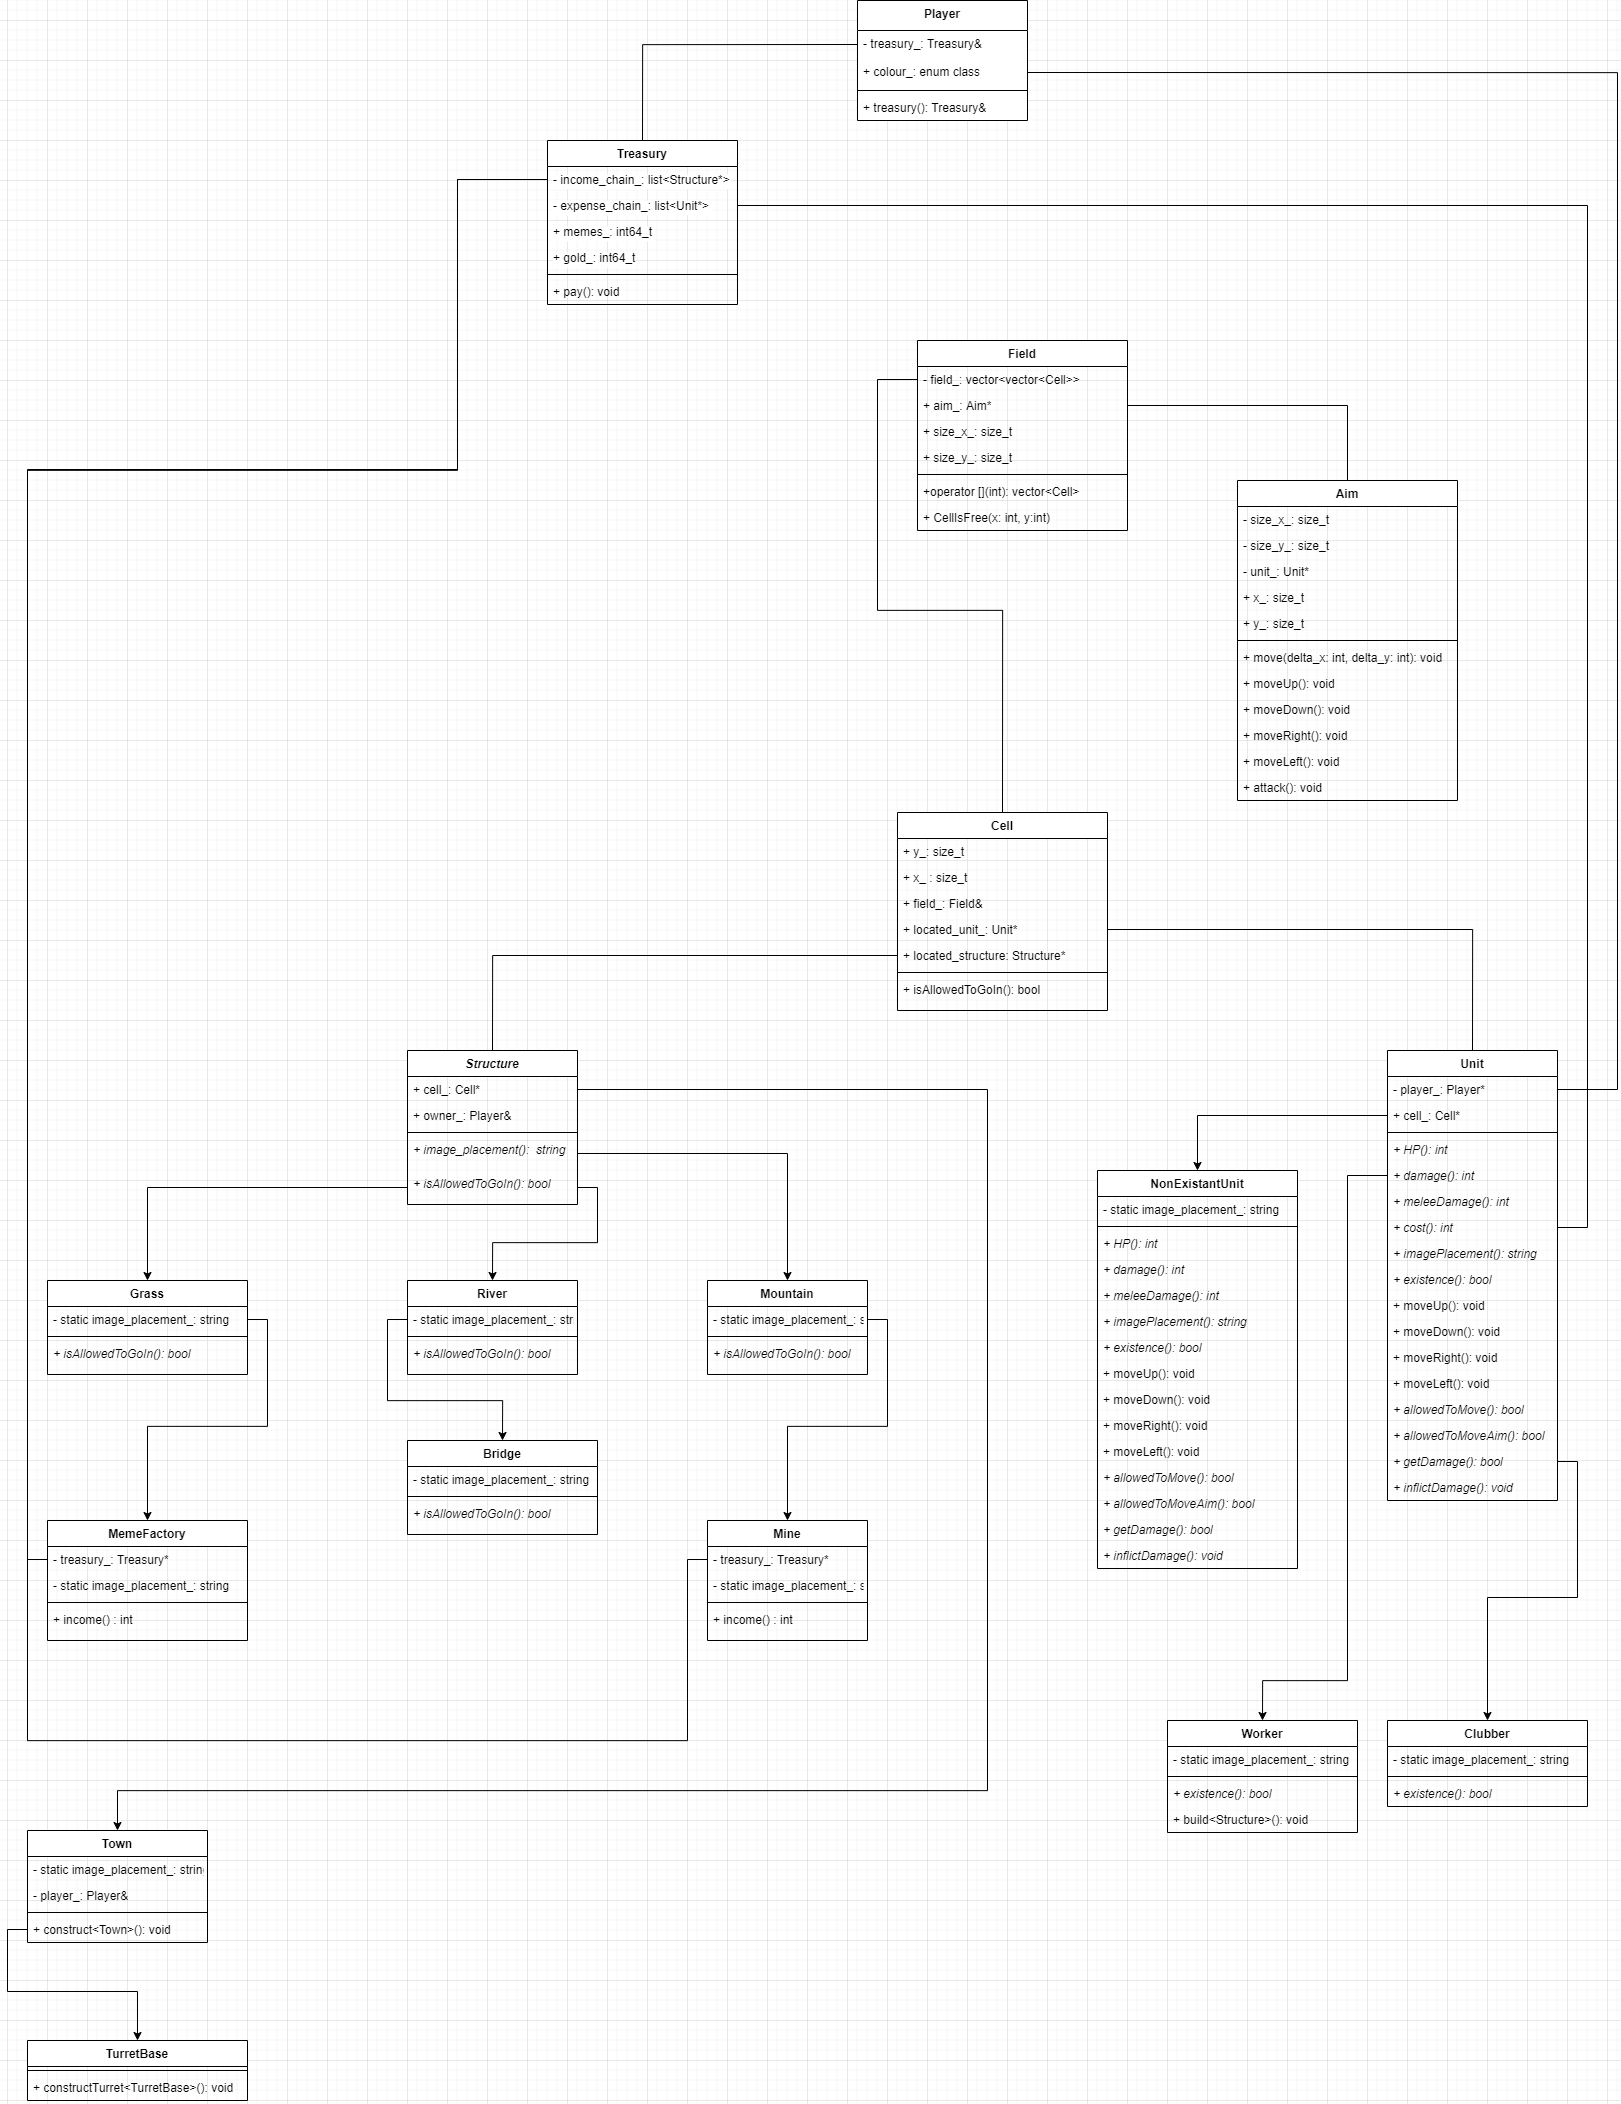 Player
- treasury_: Treasury&
+ colour_: enum class
+ treasury(): Treasury&
Treasury
- income_chain_: list<Structure*>
- expense_chain_: list<Unit*>
+ memes_: int64_t
+ gold_: int64_t
+ pay(): void
Field
- field_: vector<vector<Cell>>
+ aim_: Aim*
+ size_x_: size_t
+ size_y_: size_t
+operator [](int): vector<Cell>
+ CellIsFree(x: int, y:int)
Aim
- size_x_: size_t
- size_y_: size_t
- unit_: Unit*
+ x_: size_t
+ y_: size_t
+ move(delta_x: int, delta_y: int): void
+ moveUp(): void
+ moveDown(): void
+ moveRight(): void
+ moveLeft(): void
+ attack(): void
Cell
+ y_: size_t
+ x_ : size_t
+ field_: Field&
+ located_unit_: Unit*
+ located_structure: Structure*
+ isAllowedToGoIn(): bool
Structure
+ cell_: Cell*
+ owner_: Player&
+ image_placement(): string
+ isAllowedToGoIn(): bool
Unit
- player_: Player*
+ cell_: Cell*
+ HP(): int
+ damage(): int
+ meleeDamage(): int
+ cost(): int
+ imagePlacement(): string
+ existence(): bool
+ moveUp(): void
+ moveDown(): void
+ moveRight(): void
+ moveLeft(): void
+ allowedToMove(): bool
+ allowedToMoveAim(): bool
+ getDamage(): bool
+ inflictDamage(): void
NonExistantUnit
- static image_placement_: string
+ HP(): int
+ damage(): int
+ meleeDamage(): int
+ imagePlacement(): string
+ existence(): bool
+ moveUp(): void
+ moveDown(): void
+ moveRight(): void
+ moveLeft(): void
+ allowedToMove(): bool
+ allowedToMoveAim(): bool
+ getDamage(): bool
+ inflictDamage(): void
Grass
- static image_placement_: string
+ isAllowedToGoIn(): bool
River
- static image_placement_: str
+ isAllowedToGoIn(): bool
Mountain
- static image_placement_: s
+ isAllowedToGoIn(): bool
Bridge
- static image_placement_: string
+ isAllowedToGoIn(): bool
MemeFactory
- treasury_: Treasury*
- static image_placement_: string
+ income() : int
Mine
- treasury_: Treasury*
- static image_placement_: s
+ income() : int
Worker
- static image_placement_: string
+ existence(): bool
+ build<Structure>(): void
Clubber
- static image_placement_: string
+ existence(): bool
Town
- static image_placement_: strin
- player_: Player&
+ construct<Town>(): void
TurretBase
+ constructTurret<TurretBase>(): void